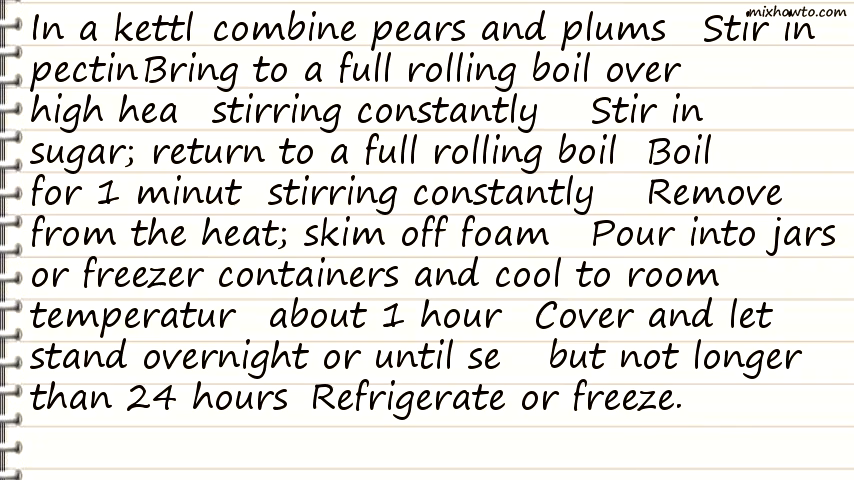 mixhowto.com
In a kettl combine pears and plums Stir in
pectinBring to a full rolling boil over
high hea stirring constantly Stir in
sugar; return to a full rolling boil Boil
for 1 minut stirring constantly Remove
from the heat; skim off foam Pour into jars
or freezer containers and cool to room
temperatur about 1 hour Cover and let
stand overnight or until se but not longer
than 24 hours Refrigerate or freeze.